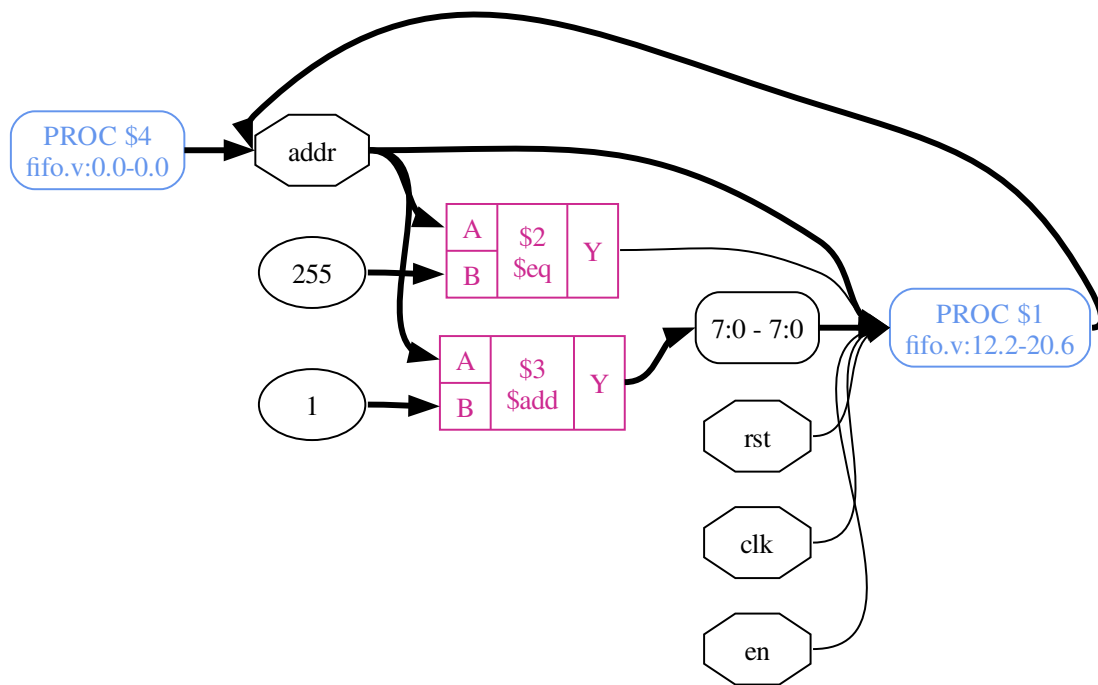 PROC $4
fifo.v:0.0-0.0
addr
A
B
$2
$eq
Y
255
7:0 - 7:0
PROC $1
fifo.v:12.2-20.6
A
B
$3
$add
Y
1
rst
clk
en